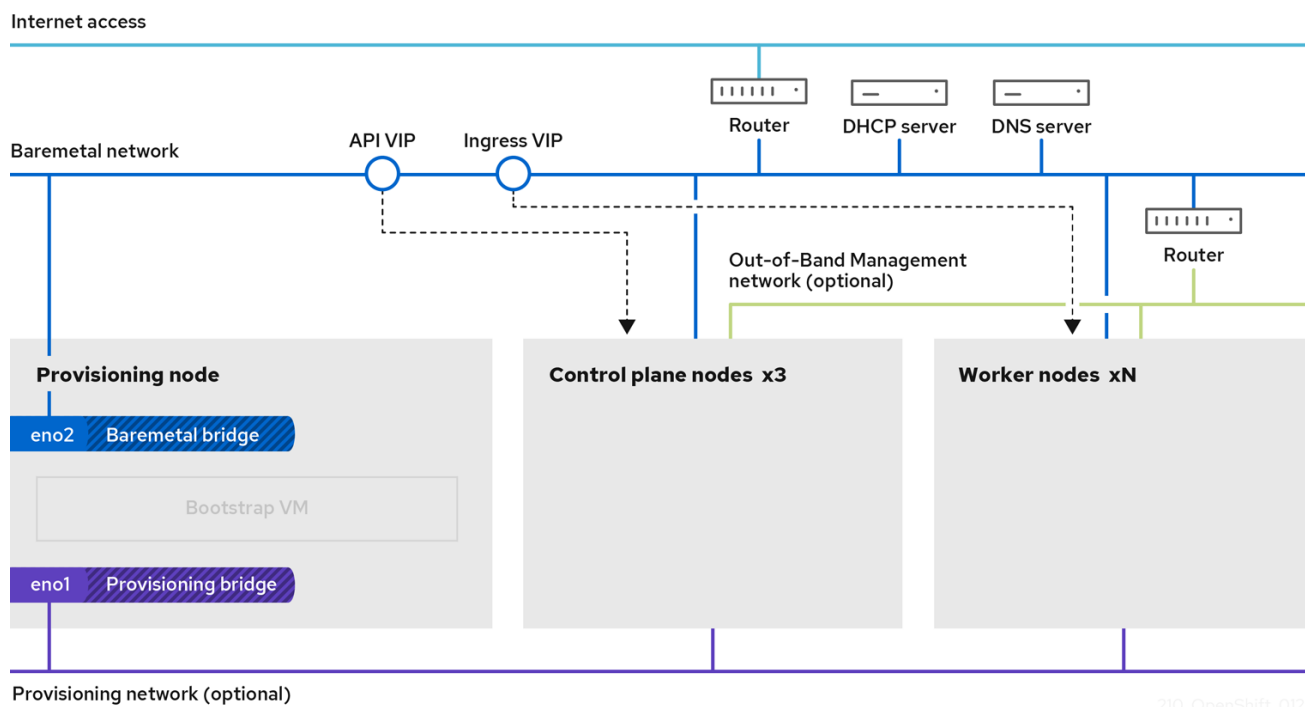 Internet access
Router
DHCP server
DNS server
API VIP
Ingress VIP
Baremetal network
Router
Out-of-Band Management
network (optional)
Provisioning node
Control plane nodes x3
Worker nodes xN
eno2
Baremetal bridge
Bootstrap VM
eno1
Provisioning bridge
Provisioning network (optional)
210_OpenShift_012